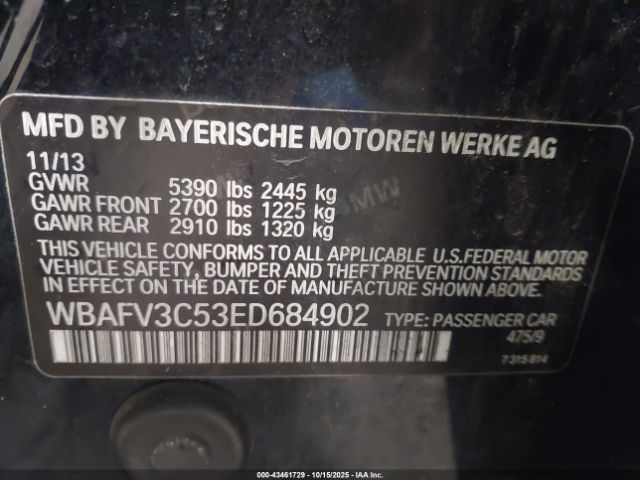 MFD BY BAYERISCHE MOTOREN WERKE AG
11/13
GVWR 5390 lbs 2445 kg
GAWR FRONT 2700 lbs 1225 kg
GAWR REAR 2910 lbs 1320 kg
BMW
THIS VEHICLE CONFORMS TO ALL APPLICABLE U.S.FEDERAL MOTOR
VEHICLE SAFETY, BUMPER AND THEFT PREVENTION STANDARDS
IN EFFECT ON THE DATE OF MANUFACTURE SHOWN ABOVE.
WBAFV3C53ED684902 TYPE: PASSENGER CAR
475/9
7315814
000-43461729 - 10/15/2025 - IAA, Inc.